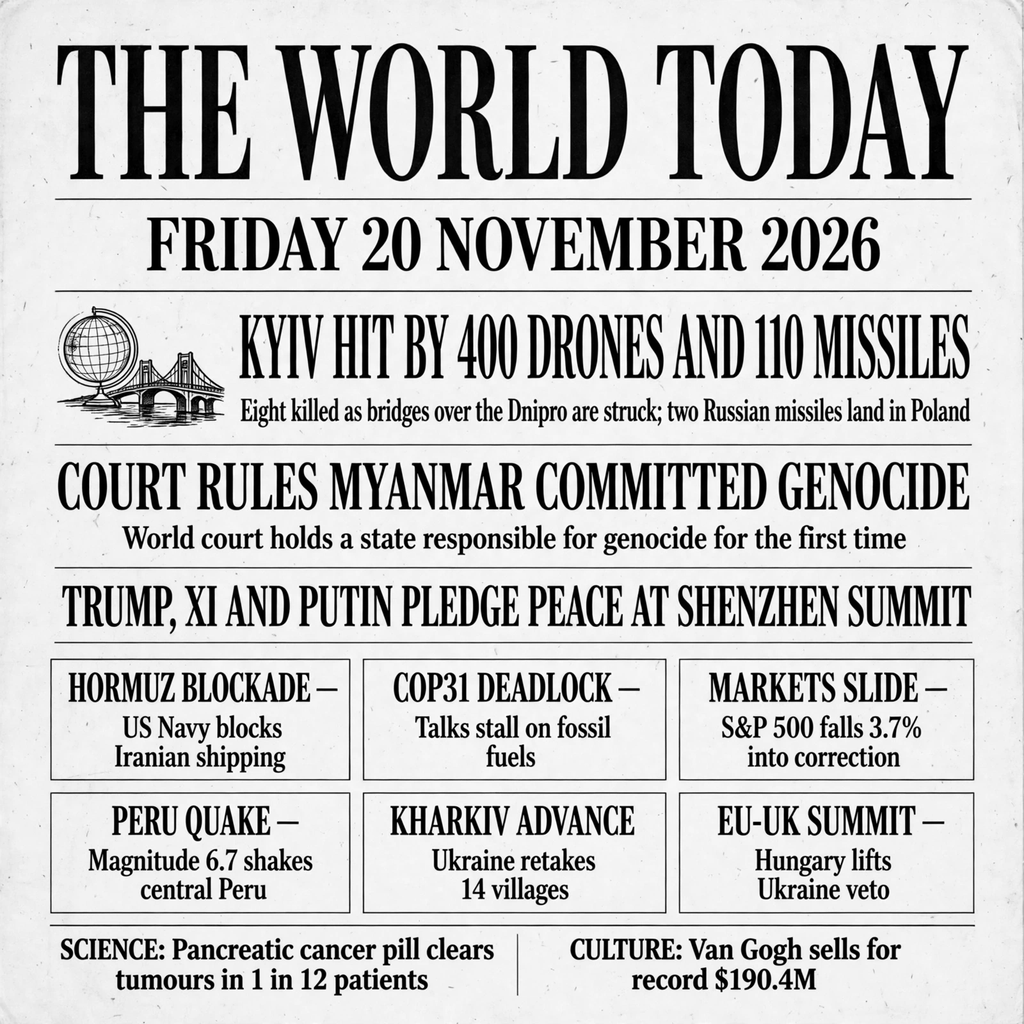 THE WORLD TODAY
FRIDAY 20 NOVEMBER 2026
KYIV HIT BY 400 DRONES AND 110 MISSILES
Eight killed as bridges over the Dnipro are struck; two Russian missiles land in Poland
COURT RULES MYANMAR COMMITTED GENOCIDE
World court holds a state responsible for genocide for the first time
TRUMP, XI AND PUTIN PLEDGE PEACE AT SHENZHEN SUMMIT
HORMUZ BLOCKADE —
US Navy blocks
Iranian shipping
COP31 DEADLOCK —
Talks stall on fossil
fuels
MARKETS SLIDE —
S&P 500 falls 3.7%
into correction
PERU QUAKE —
Magnitude 6.7 shakes
central Peru
KHARKIV ADVANCE
Ukraine retakes
14 villages
EU-UK SUMMIT —
Hungary lifts
Ukraine veto
SCIENCE: Pancreatic cancer pill clears
tumours in 1 in 12 patients
CULTURE: Van Gogh sells for
record $190.4M